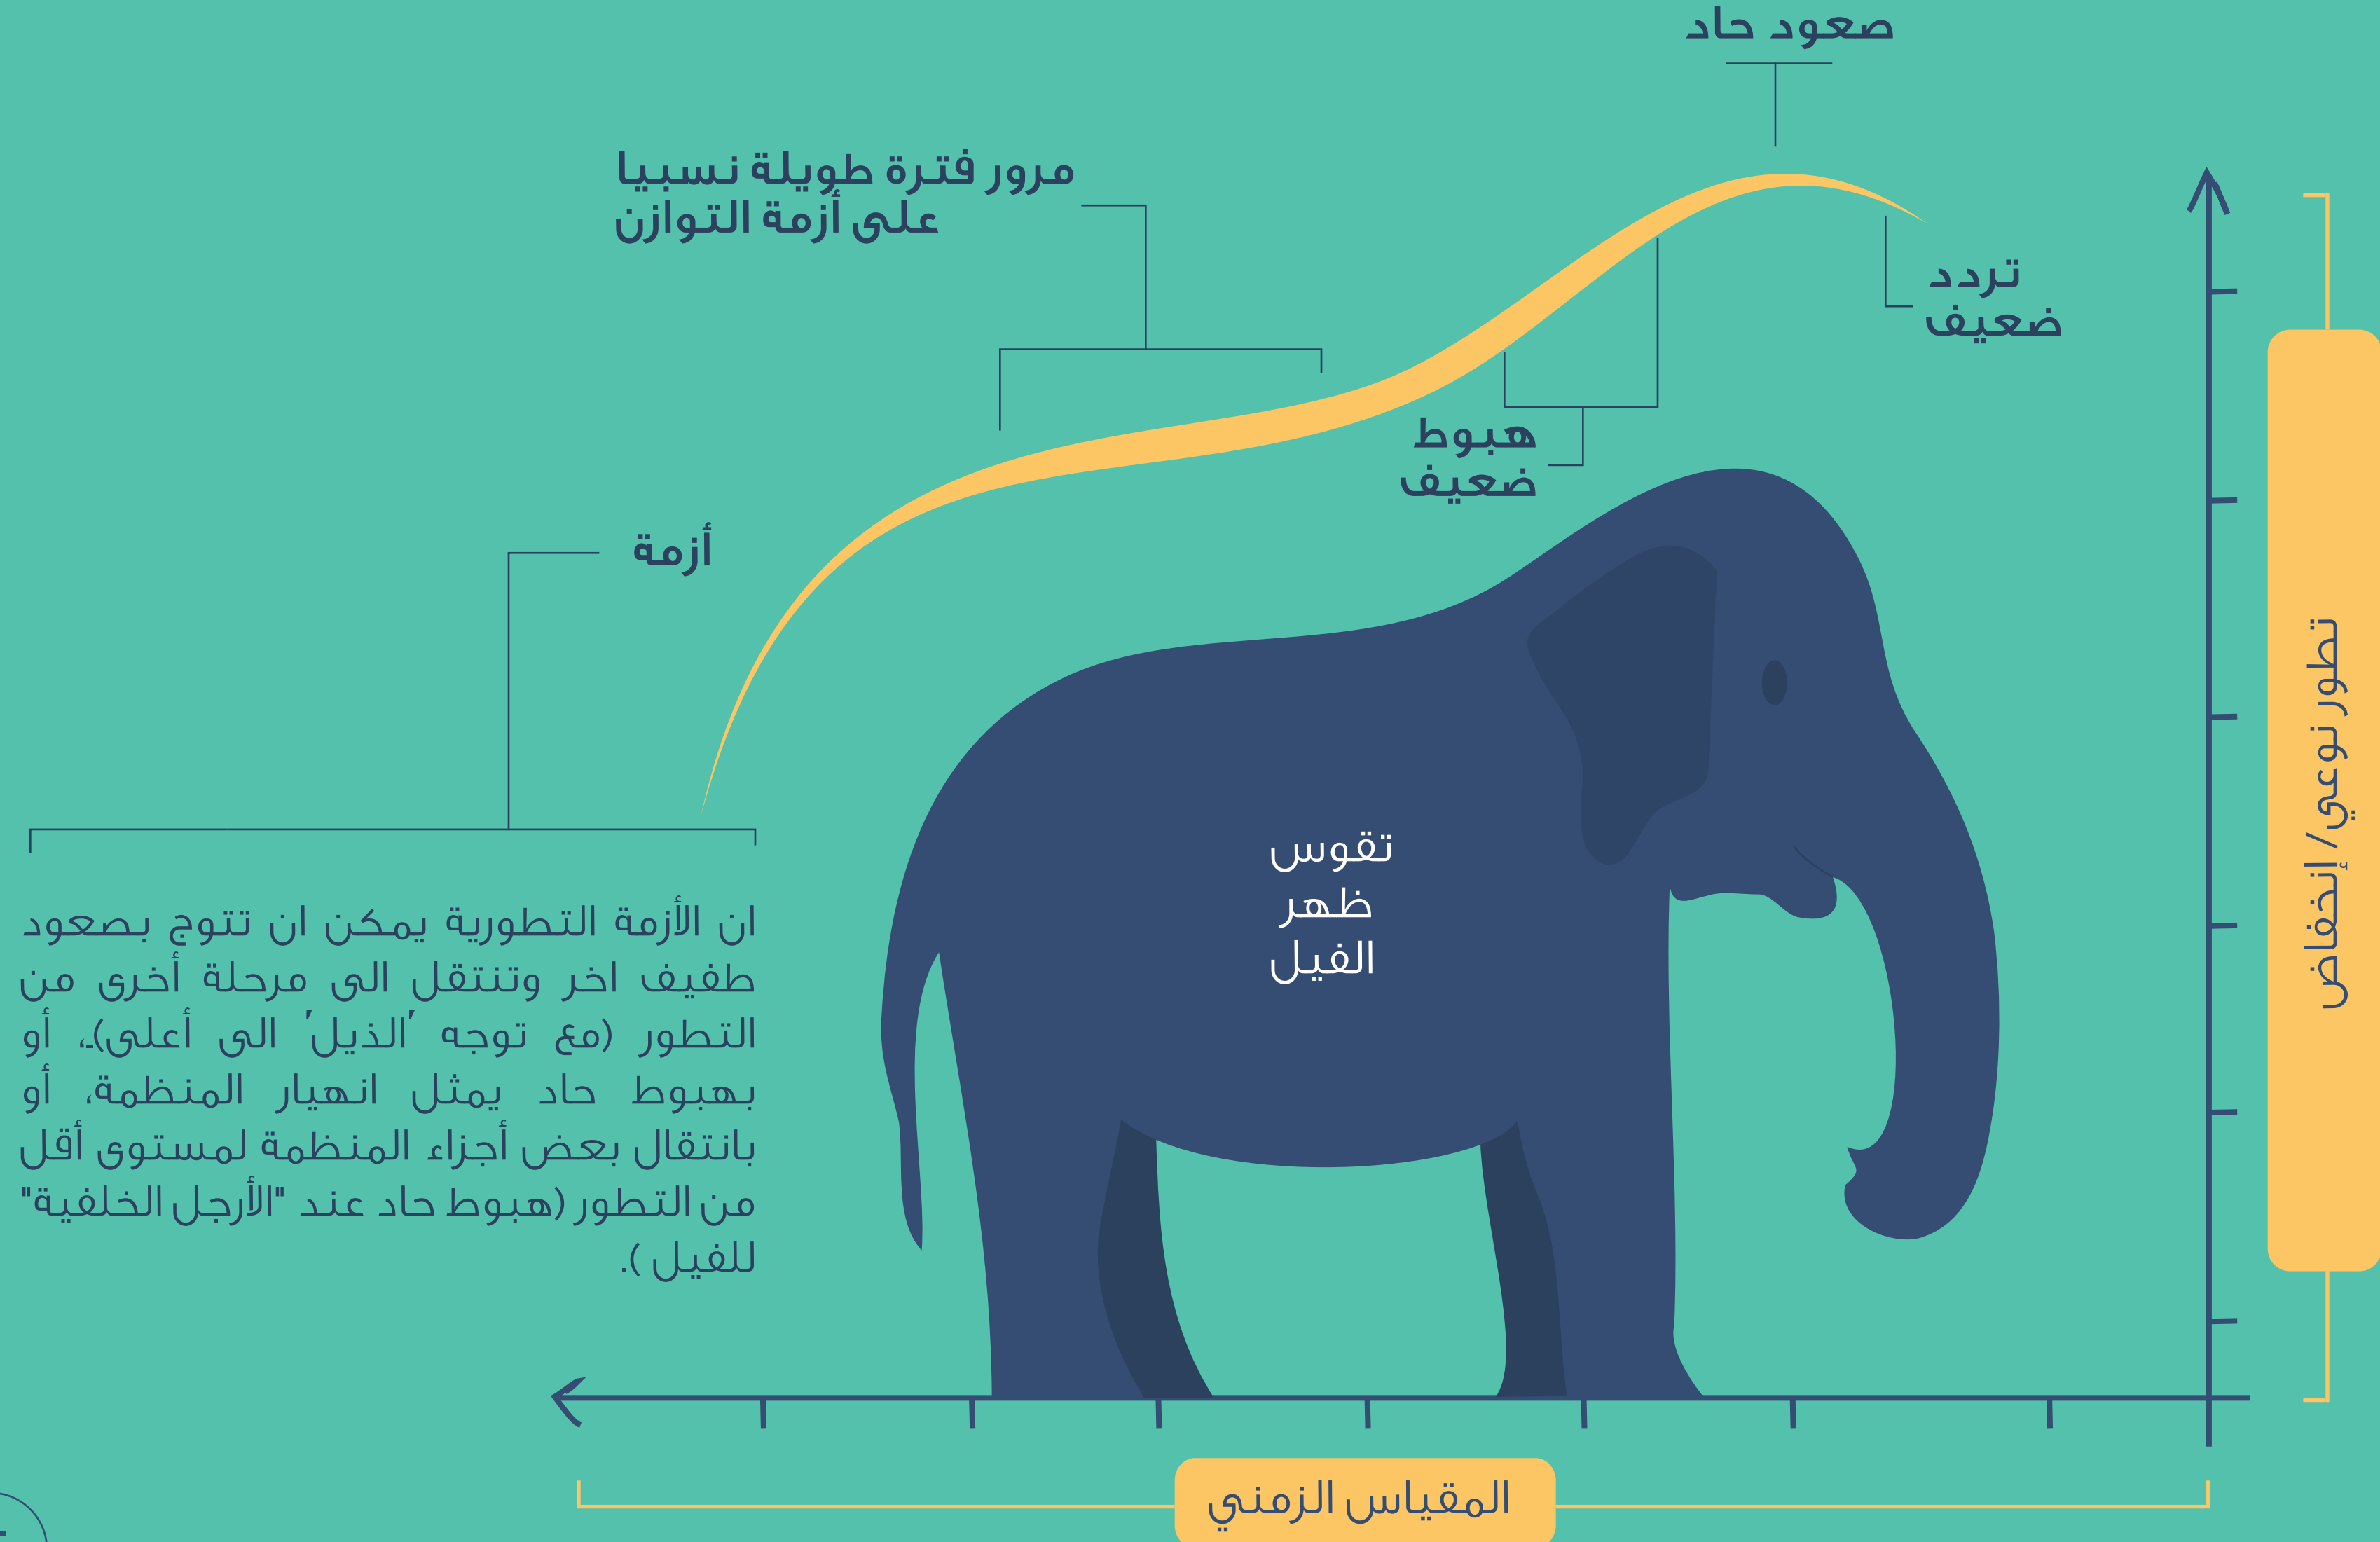 صعود حاد
مرور فترة طويلة نسبيا
على أزمة التوازن
تردد
ضعيف
هبوط
ضعيف
أزمة
تطور نوعي/ إنخفاض
تقوس
ظهر
الفيل
ان الأزمة التطورية يمكن ان تتوج بصعود
طفيف اخر وتنتقل الى مرحلة أخرى من
التطور (مع توجه 'الذيل' الى أعلى)ـ، أو
بهبوط حاد يمثل انهيار المنظمة، أو
بانتقال بعض أجزاء المنظمة لمستوى أقل
من التطور (هبوط حاد عند "الأرجل الخلفية"
للفيل).
المقياس الزمني